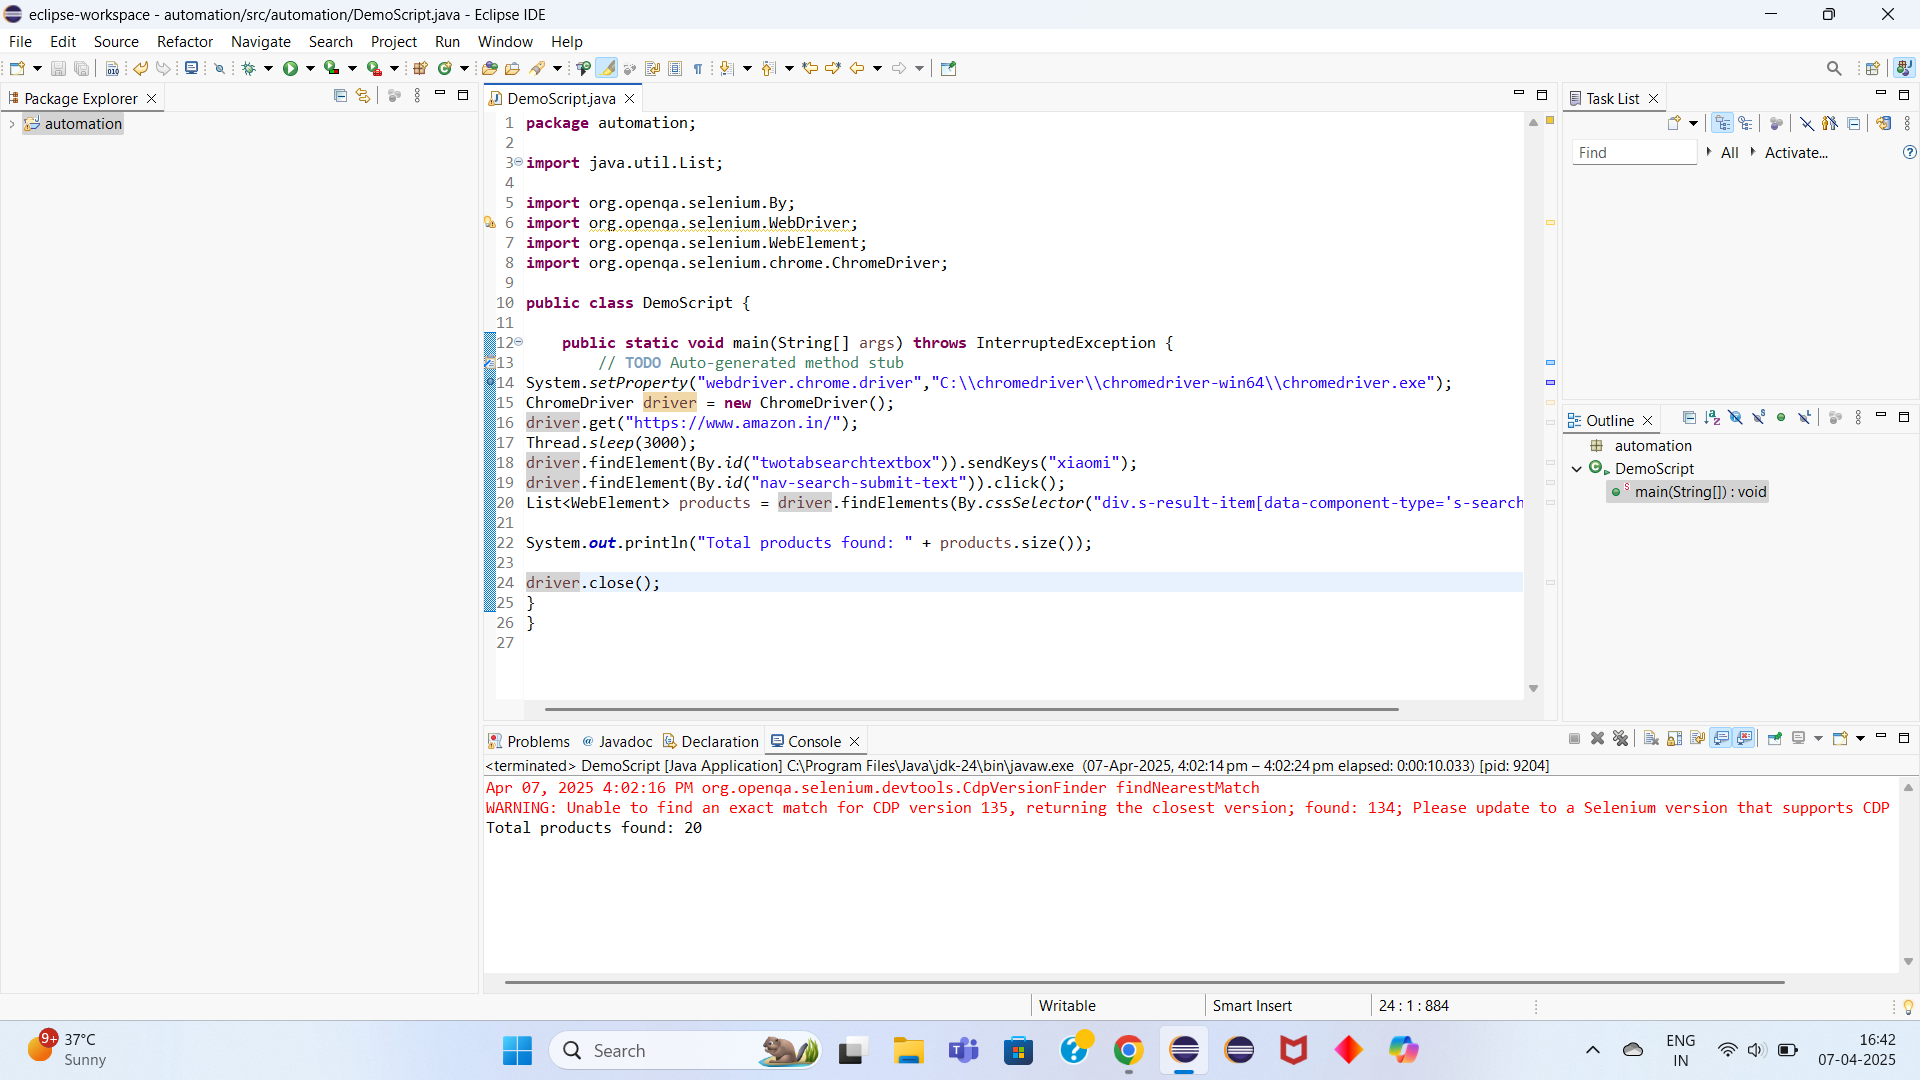 eclipse-workspace - automation/src/automation/DemoScript.java - Eclipse IDE
File Edit Source Refactor Navigate Search Project Run Window Help
Package Explorer
automation
DemoScript.java
1 package automation;
2
3 import java.util.List;
4
5 import org.openqa.selenium.By;
6 import org.openqa.selenium.WebDriver;
7 import org.openqa.selenium.WebElement;
8 import org.openqa.selenium.chrome.ChromeDriver;
9
10 public class DemoScript {
11
12 public static void main(String[] args) throws InterruptedException {
13 // TODO Auto-generated method stub
14 System.setProperty("webdriver.chrome.driver","C:\\chromedriver\\chromedriver-win64\\chromedriver.exe");
15 ChromeDriver driver = new ChromeDriver();
16 driver.get("https://www.amazon.in/");
17 Thread.sleep(3000);
18 driver.findElement(By.id("twotabsearchtextbox")).sendKeys("xiaomi");
19 driver.findElement(By.id("nav-search-submit-text")).click();
20 List<WebElement> products = driver.findElements(By.cssSelector("div.s-result-item[data-component-type='s-search
21
22 System.out.println("Total products found: " + products.size());
23
24 driver.close();
25 }
26 }
27
Task List
Find All Activate...
Outline
automation
DemoScript
main(String[]) : void
Problems @ Javadoc Declaration Console
<terminated> DemoScript [Java Application] C:\Program Files\Java\jdk-24\bin\javaw.exe (07-Apr-2025, 4:02:14 pm – 4:02:24 pm elapsed: 0:00:10.033) [pid: 9204]
Apr 07, 2025 4:02:16 PM org.openqa.selenium.devtools.CdpVersionFinder findNearestMatch
WARNING: Unable to find an exact match for CDP version 135, returning the closest version; found: 134; Please update to a Selenium version that supports CDP
Total products found: 20
Writable Smart Insert 24 : 1 : 884
9+ 37°C
Sunny
Search
ENG
IN
16:42
07-04-2025